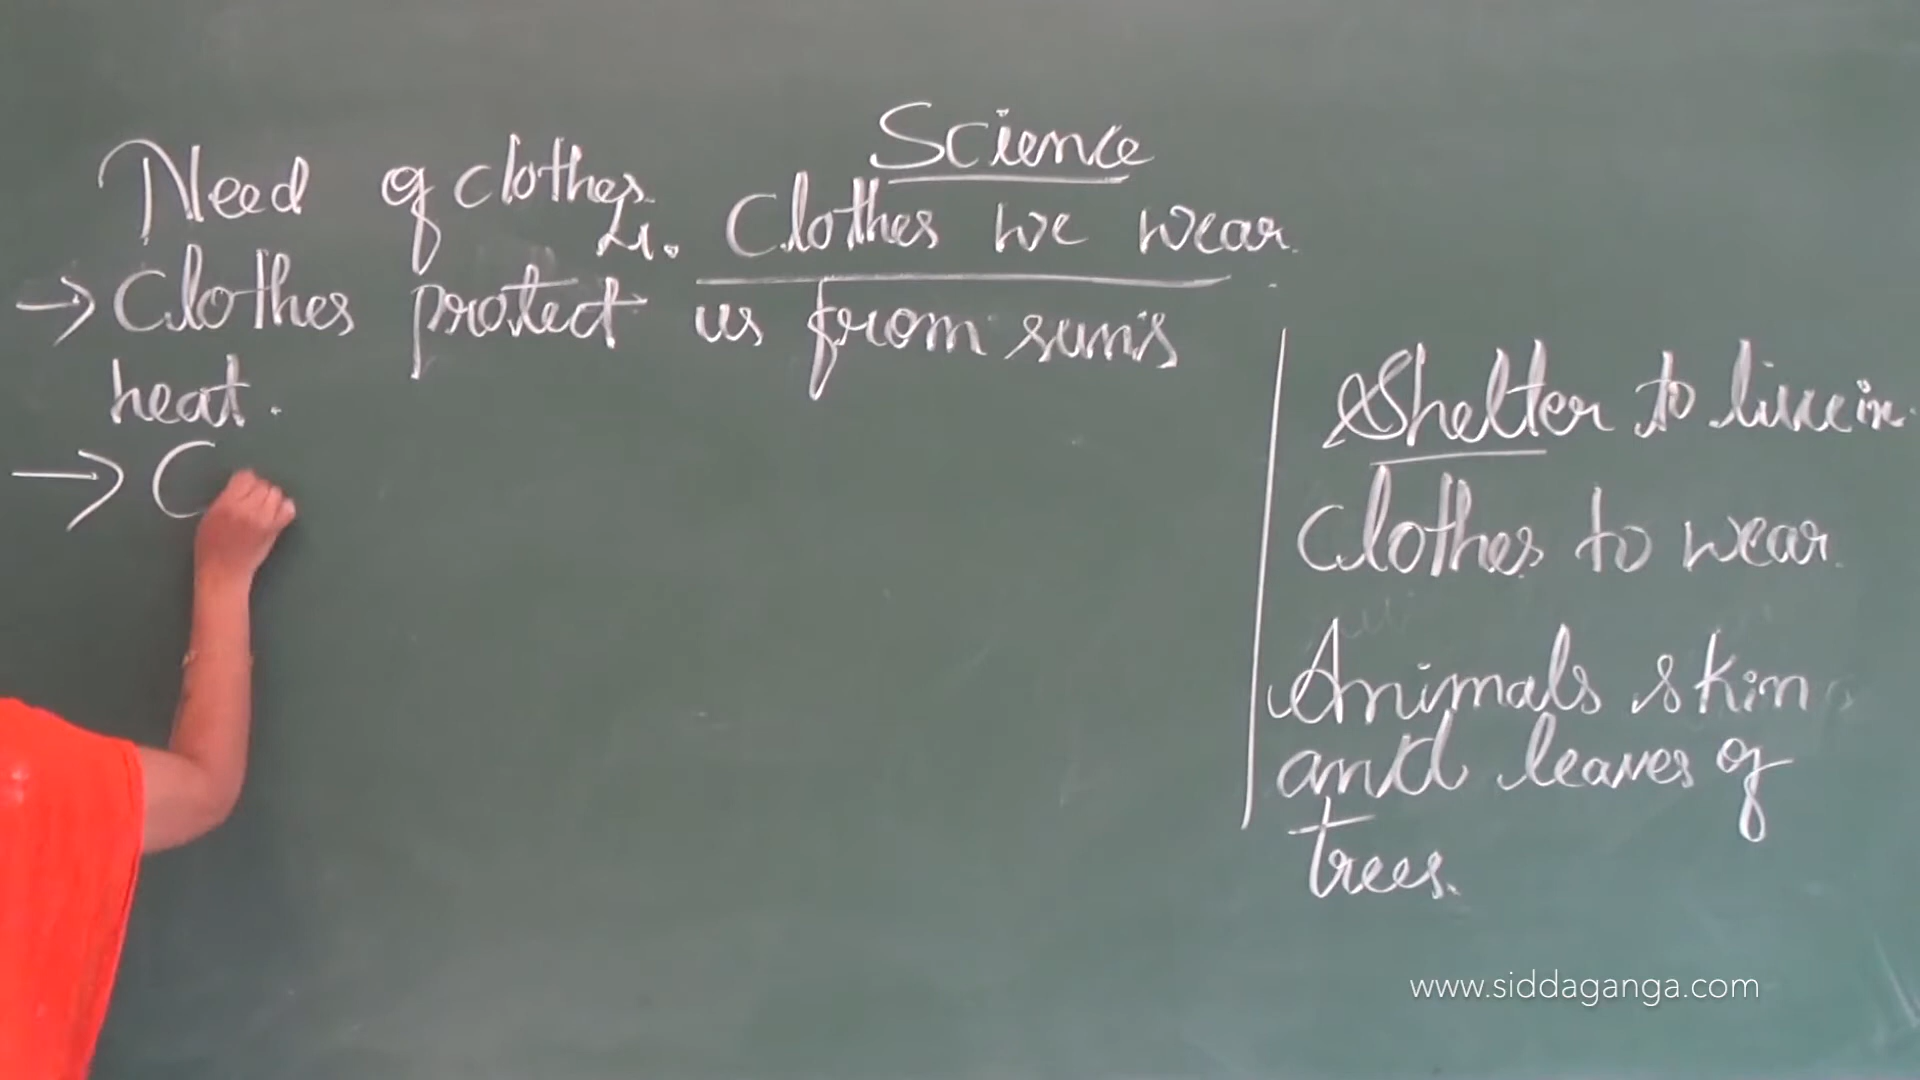 Science
4. Clothes we wear.
Need of clothes.
→ Clothes protect us from sun's
heat.
→ C
Shelter to live in.
Clothes to wear.
Animals skin
and leaves of
trees.
www.siddaganga.com